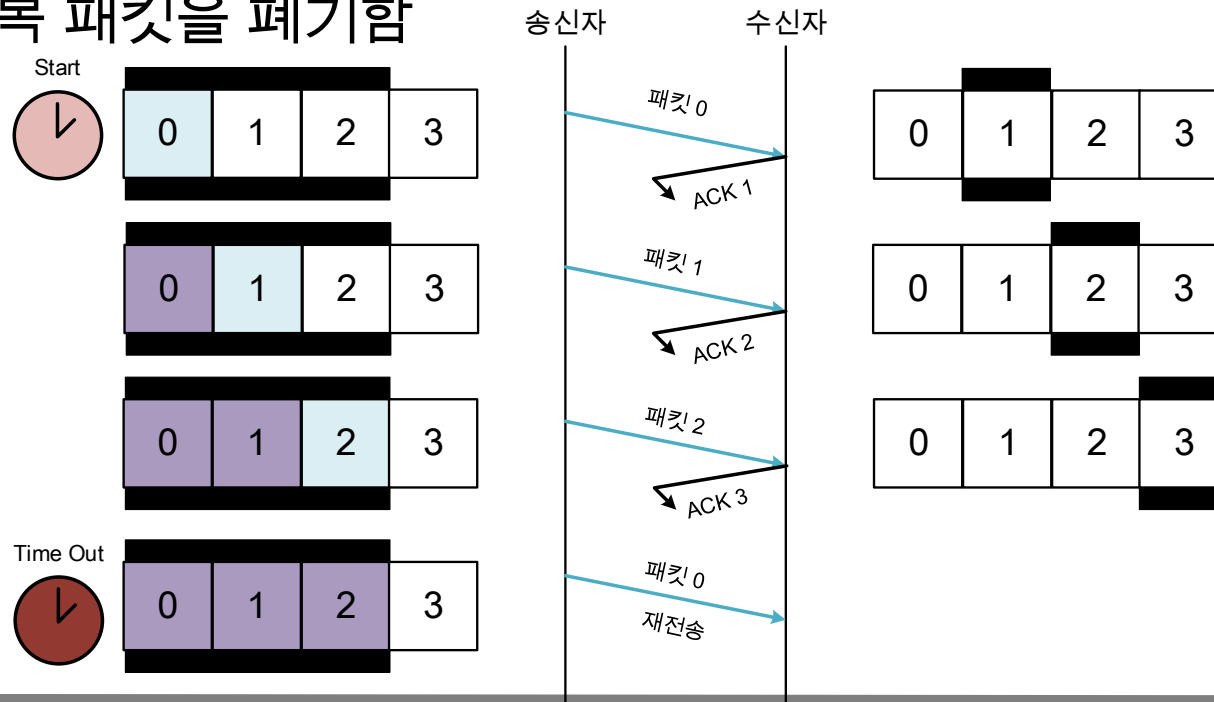 복 패킷을 폐기함
송신자
수신자
Start
0 1 2 3
패킷 0
ACK 1
0 1 2 3
0 1 2 3
패킷 1
ACK 2
0 1 2 3
0 1 2 3
패킷 2
ACK 3
0 1 2 3
Time Out
0 1 2 3
패킷 0
재전송